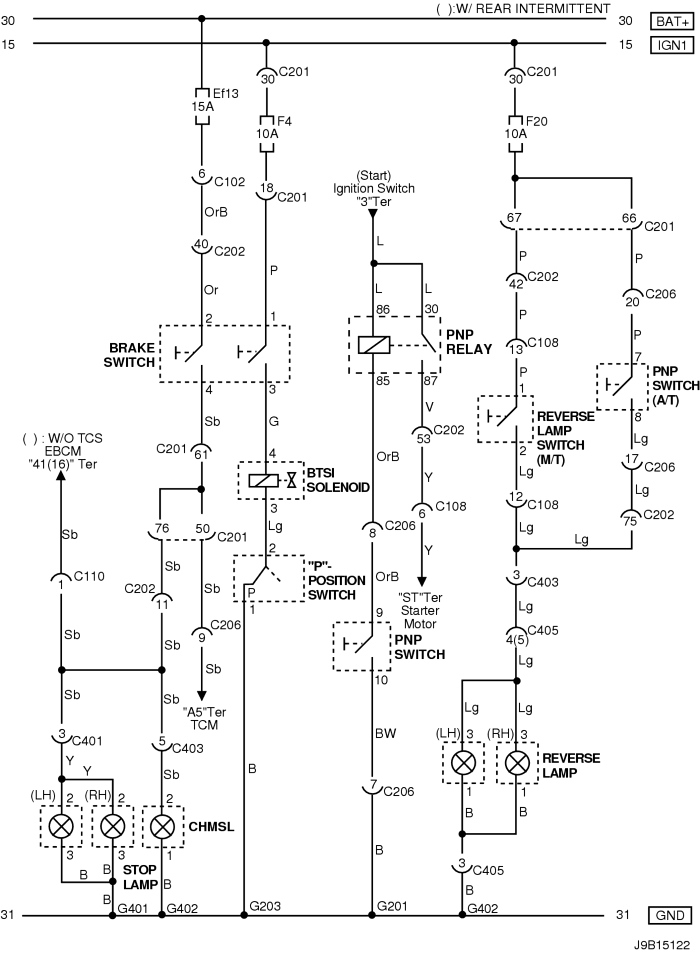 ( ):W/ REAR INTERMITTENT
30 30 BAT+
15 15 IGN1
C201 C201
30 30
Ef13
15A
F4
10A
F20
10A
6 C102
18 C201
(Start)
Ignition Switch
"3"Ter
OrB
67 66 C201
40 C202
L
P
P P
C202
42
C206
20
Or
L L
86 30
P P
2 1
BRAKE
SWITCH
PNP
RELAY
13 C108
7
PNP
SWITCH
(A/T)
85 87
P
1
4 3
V
8
REVERSE
LAMP
SWITCH
(M/T)
Sb G
C202
53
( ) : W/O TCS
EBCM
"41(16)" Ter
C201
61
4
OrB
2
Lg
Lg
17
C206
BTSI
SOLENOID
Y
Lg
3
12 C108
6 C108
75 C202
76 50 C201
Lg
8 C206
Lg
Lg
Sb
2
Y
"P"-
POSITION
SWITCH
Sb Sb
C110
1
OrB
3 C403
P
1
C202
11
"ST"Ter
Starter
Motor
Lg
9
C206
9
Sb
Sb
4(5) C405
PNP
SWITCH
Lg
Sb
10
"A5"Ter
TCM
Sb Sb
Lg Lg
3 C401
5 C403
BW
(LH) 3 (RH) 3
REVERSE
LAMP
Y
Y
Sb
B
7 C206
1 1
(LH) 2 (RH) 2 2
B B
CHMSL
3 3 1
B
3 C405
B B
STOP
LAMP
B
B
B
31 G401 G402 G203 G201 G402 31 GND
J9B15122